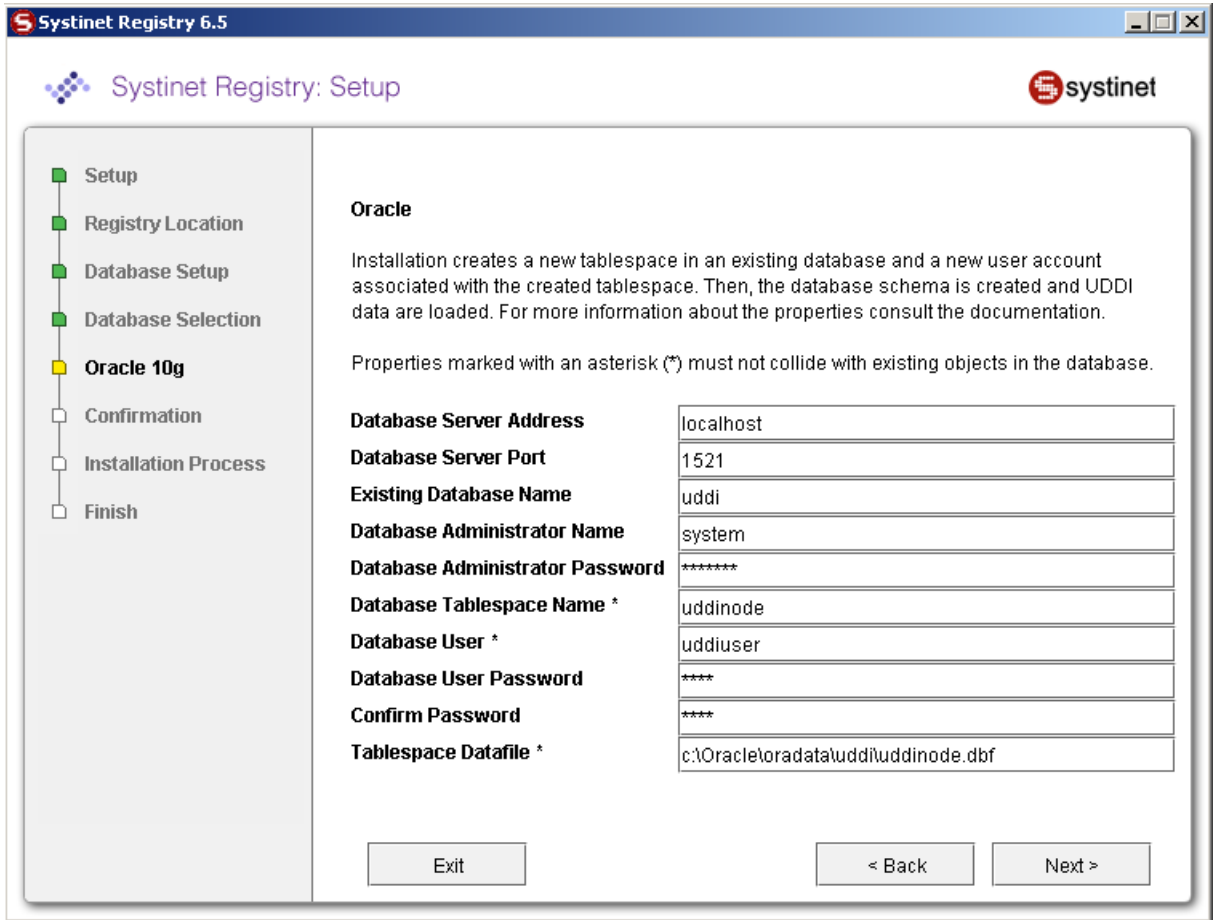 Systinet Registry 6.5
Systinet Registry: Setup
systinet
Setup
Registry Location
Database Setup
Database Selection
Oracle 10g
Confirmation
Installation Process
Finish
Oracle
Installation creates a new tablespace in an existing database and a new user account
associated with the created tablespace. Then, the database schema is created and UDDI
data are loaded. For more information about the properties consult the documentation.
Properties marked with an asterisk (*) must not collide with existing objects in the database.
Database Server Address localhost
Database Server Port 1521
Existing Database Name uddi
Database Administrator Name system
Database Administrator Password *******
Database Tablespace Name * uddinode
Database User * uddiuser
Database User Password ****
Confirm Password ****
Tablespace Datafile * c:\Oracle\oradata\uddi\uddinode.dbf
Exit < Back Next >